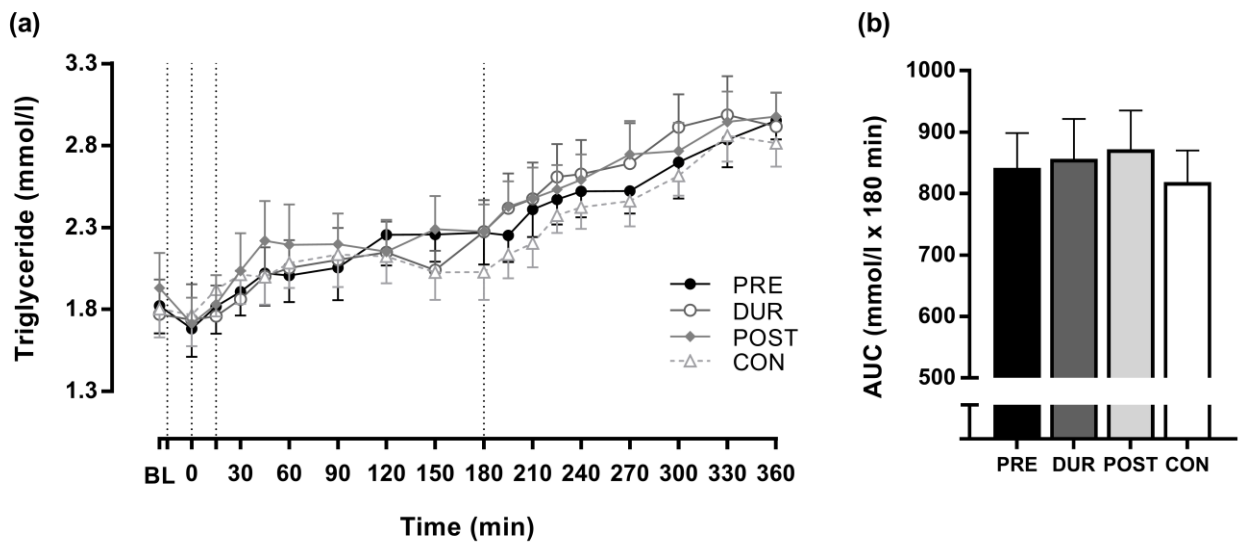 (a)
Triglyceride (mmol/l)
3.3
2.8
2.3
1.8
1.3
PRE
DUR
POST
CON
BL 0 30 60 90 120 150 180 210 240 270 300 330 360
Time (min)
(b)
AUC (mmol/l x 180 min)
1000
900
800
700
600
500
PRE DUR POST CON